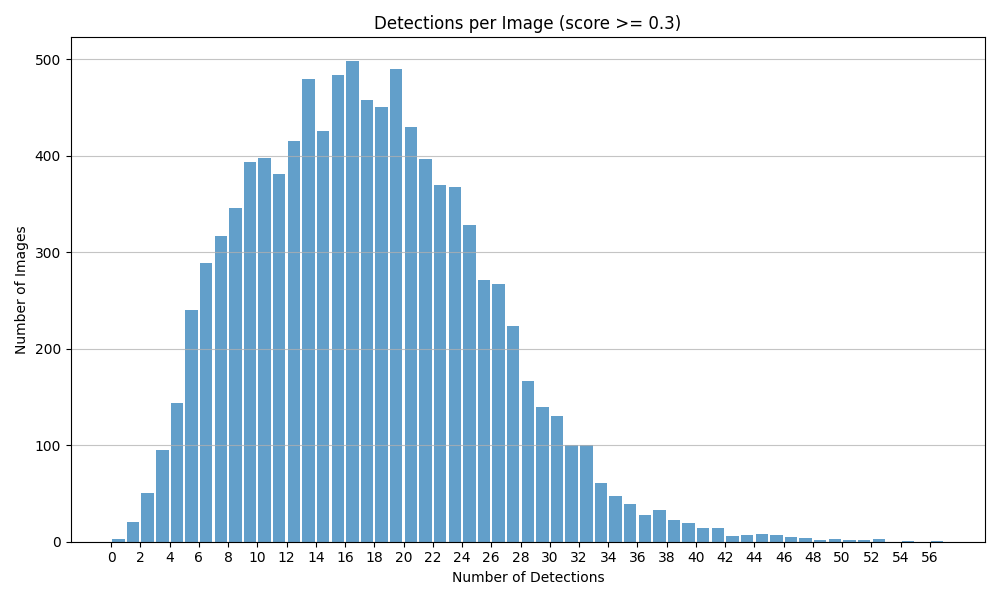 Detections per Image (score >= 0.3)
Number of Images
500
400
300
200
100
0
0 2 4 6 8 10 12 14 16 18 20 22 24 26 28 30 32 34 36 38 40 42 44 46 48 50 52 54 56
Number of Detections